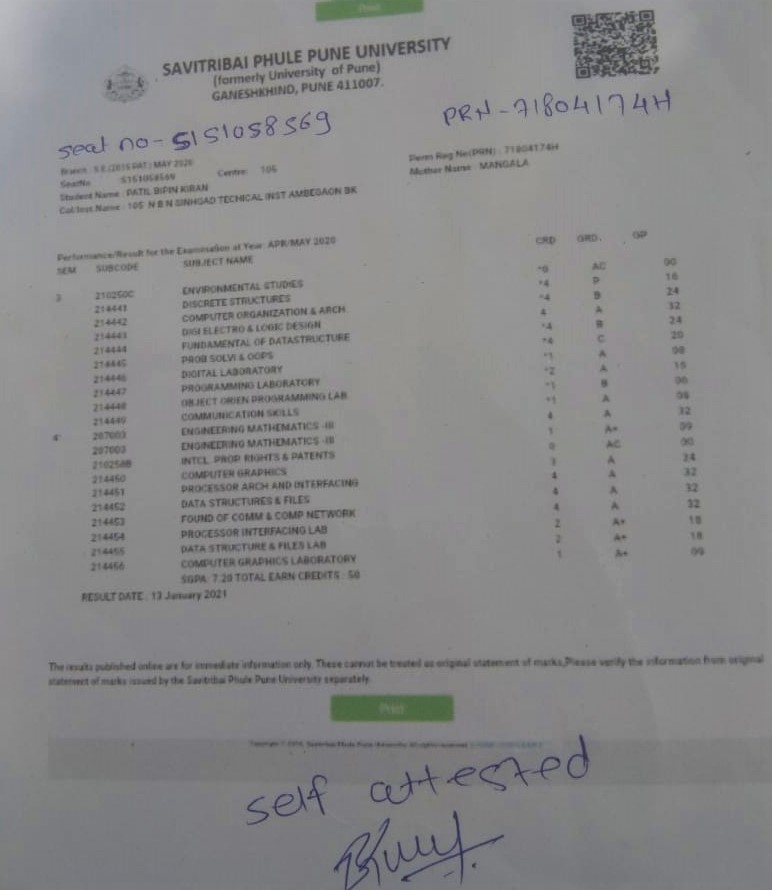 Print
SAVITRIBAI PHULE PUNE UNIVERSITY
(formerly University of Pune)
GANESHKHIND, PUNE 411007.
seat no- S151058569
PRN - 71804174H
Branch : S.E.(2015 PAT.) MAY 2020
SeatNo : S151058569 Centre: 105
Perm Reg No(PRN) : 71804174H
Student Name : PATIL BIPIN KIRAN
Mother Name : MANGALA
College Name : 105 N B N SINHGAD TECHICAL INST AMBEGAON BK
Performance/Result for the Examination of Year: APR/MAY 2020
SEM SUBCODE SUBJECT NAME CRD GRD. GP
3 210250C ENVIRONMENTAL STUDIES *0 AC 00
214441 DISCRETE STRUCTURES *4 P 16
214442 COMPUTER ORGANIZATION & ARCH *4 B 24
214443 DIGI ELECTRO & LOGIC DESIGN 4 A 32
214444 FUNDAMENTAL OF DATASTRUCTURE *4 B 24
214445 PROB SOLVI & OOPS *4 C 20
214446 DIGITAL LABORATORY *1 A 08
214447 PROGRAMMING LABORATORY *2 A 16
214448 OBJECT ORIEN PROGRAMMING LAB. *1 B 06
214449 COMMUNICATION SKILLS *1 A 08
4 207003 ENGINEERING MATHEMATICS -III 4 A 32
207003 ENGINEERING MATHEMATICS -III 1 A+ 09
210258B INTCL. PROP RIGHTS & PATENTS 0 AC 00
214450 COMPUTER GRAPHICS 3 A 24
214451 PROCESSOR ARCH AND INTERFACING 4 A 32
214452 DATA STRUCTURES & FILES 4 A 32
214453 FOUND OF COMM & COMP NETWORK 4 A 32
214454 PROCESSOR INTERFACING LAB 2 A+ 18
214455 DATA STRUCTURE & FILES LAB 2 A+ 18
214456 COMPUTER GRAPHICS LABORATORY 1 A+ 09
SGPA: 7.20 TOTAL EARN CREDITS : 50
RESULT DATE : 13 January 2021
The results published online are for immediate information only. These cannot be treated as original statement of marks,Please verify the information from original
statement of marks issued by the Savitribai Phule Pune University separately.
Print
self attested